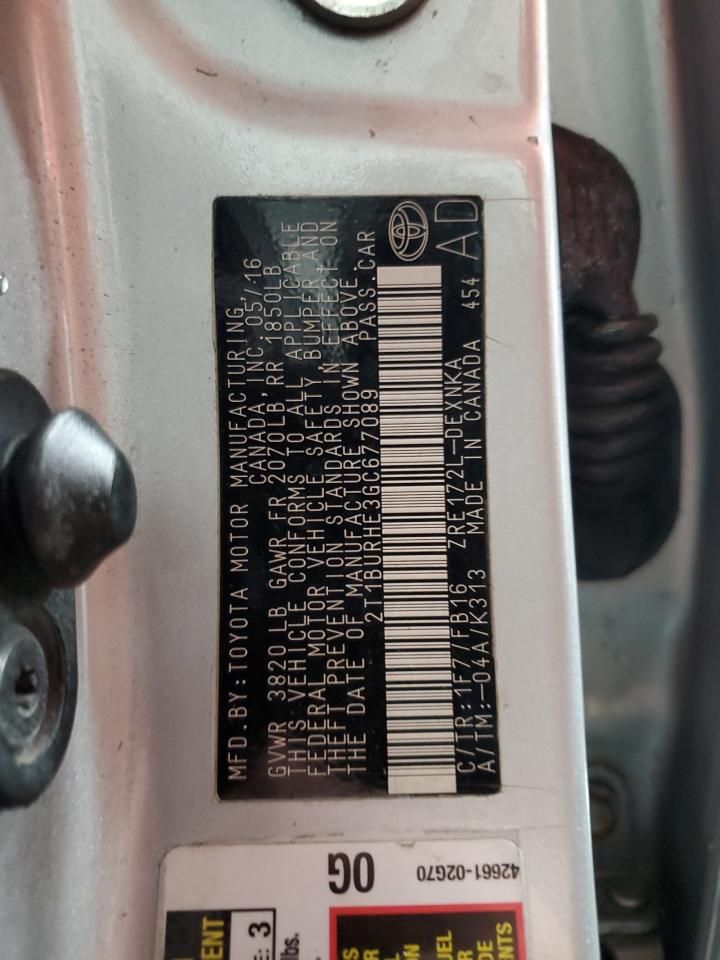 MFD.BY:TOYOTA MOTOR MANUFACTURING,
CANADA, INC. 05/16
GVWR 3820 LB GAWR FR 2070LB, RR 1850LB
THIS VEHICLE CONFORMS TO ALL APPLICABLE
FEDERAL MOTOR VEHICLE SAFETY, BUMPER, AND
THEFT PREVENTION STANDARDS IN EFFECT ON
THE DATE OF MANUFACTURE SHOWN ABOVE.
2T1BURHE3GC677089 PASS.CAR
C/TR:1F7/FB16 ZRE172L-DEXNKA
A/TM:-04A/K313 MADE IN CANADA 454
AD
0G
42661-02G70
3
lbs.